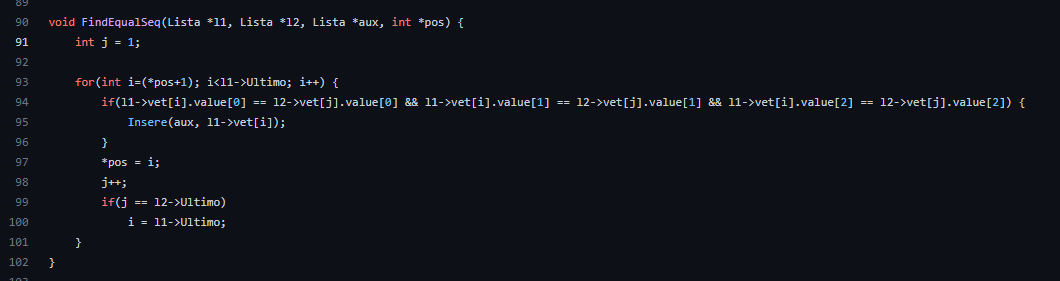 89
90 void FindEqualSeq(Lista *l1, Lista *l2, Lista *aux, int *pos) {
91     int j = 1;
92
93     for(int i=(*pos+1); i<l1->Ultimo; i++) {
94         if(l1->vet[i].value[0] == l2->vet[j].value[0] && l1->vet[i].value[1] == l2->vet[j].value[1] && l1->vet[i].value[2] == l2->vet[j].value[2]) {
95             Insere(aux, l1->vet[i]);
96         }
97         *pos = i;
98         j++;
99         if(j == l2->Ultimo)
100             i = l1->Ultimo;
101     }
102 }
103